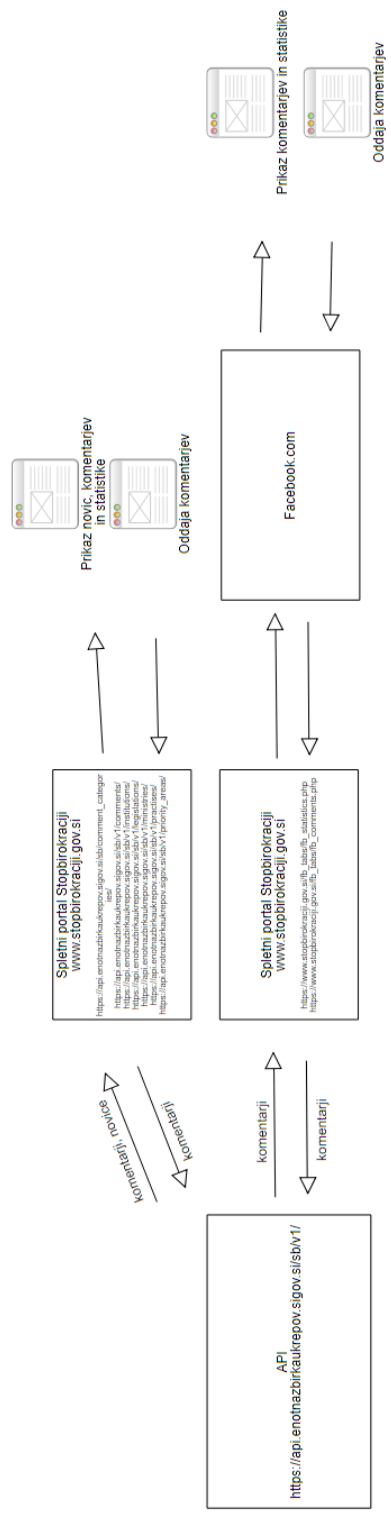 API
https://api.enotnazbirkaukrepov.sigov.si/sb/v1/
komentarji, novice
komentarji
komentarji
komentarji
Spletni portal Stopbirokraciji
www.stopbirokraciji.gov.si
https://api.enotnazbirkaukrepov.sigov.si/sb/comment_categor
ies/
https://api.enotnazbirkaukrepov.sigov.si/sb/v1/comments/
https://api.enotnazbirkaukrepov.sigov.si/sb/v1/institutions/
https://api.enotnazbirkaukrepov.sigov.si/sb/v1/legislations/
https://api.enotnazbirkaukrepov.sigov.si/sb/v1/ministries/
https://api.enotnazbirkaukrepov.sigov.si/sb/v1/practises/
https://api.enotnazbirkaukrepov.sigov.si/sb/v1/priority_areas/
Spletni portal Stopbirokraciji
www.stopbirokraciji.gov.si
https://www.stopbirokraciji.gov.si/fb_tabs/fb_statistics.php
https://www.stopbirokraciji.gov.si/fb_tabs/fb_comments.php
Prikaz novic, komentarjev
in statistike
Oddaja komentarjev
Facebook.com
Prikaz komentarjev in statistike
Oddaja komentarjev